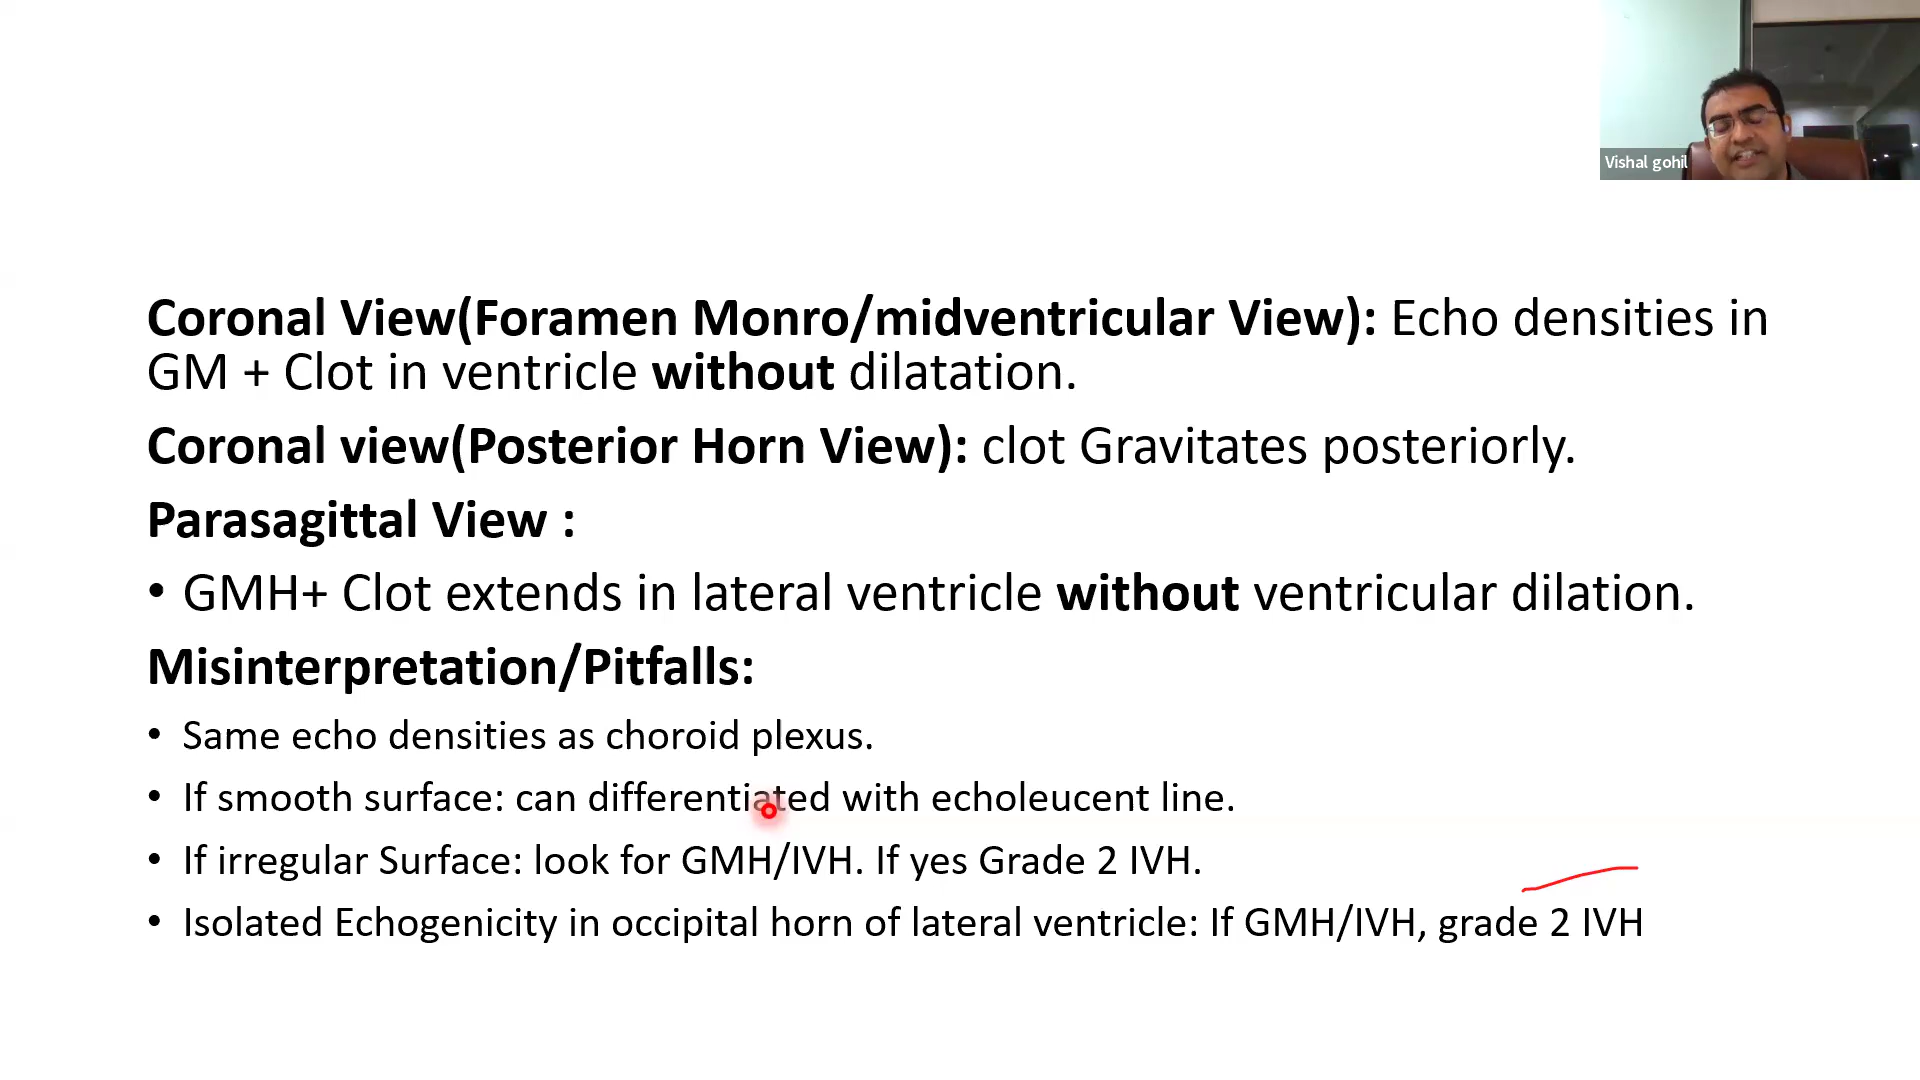 Vishal gohil
Coronal View(Foramen Monro/midventricular View): Echo densities in
GM + Clot in ventricle without dilatation.
Coronal view(Posterior Horn View): clot Gravitates posteriorly.
Parasagittal View :
• GMH+ Clot extends in lateral ventricle without ventricular dilation.
Misinterpretation/Pitfalls:
• Same echo densities as choroid plexus.
• If smooth surface: can differentiated with echoleucent line.
• If irregular Surface: look for GMH/IVH. If yes Grade 2 IVH.
• Isolated Echogenicity in occipital horn of lateral ventricle: If GMH/IVH, grade 2 IVH